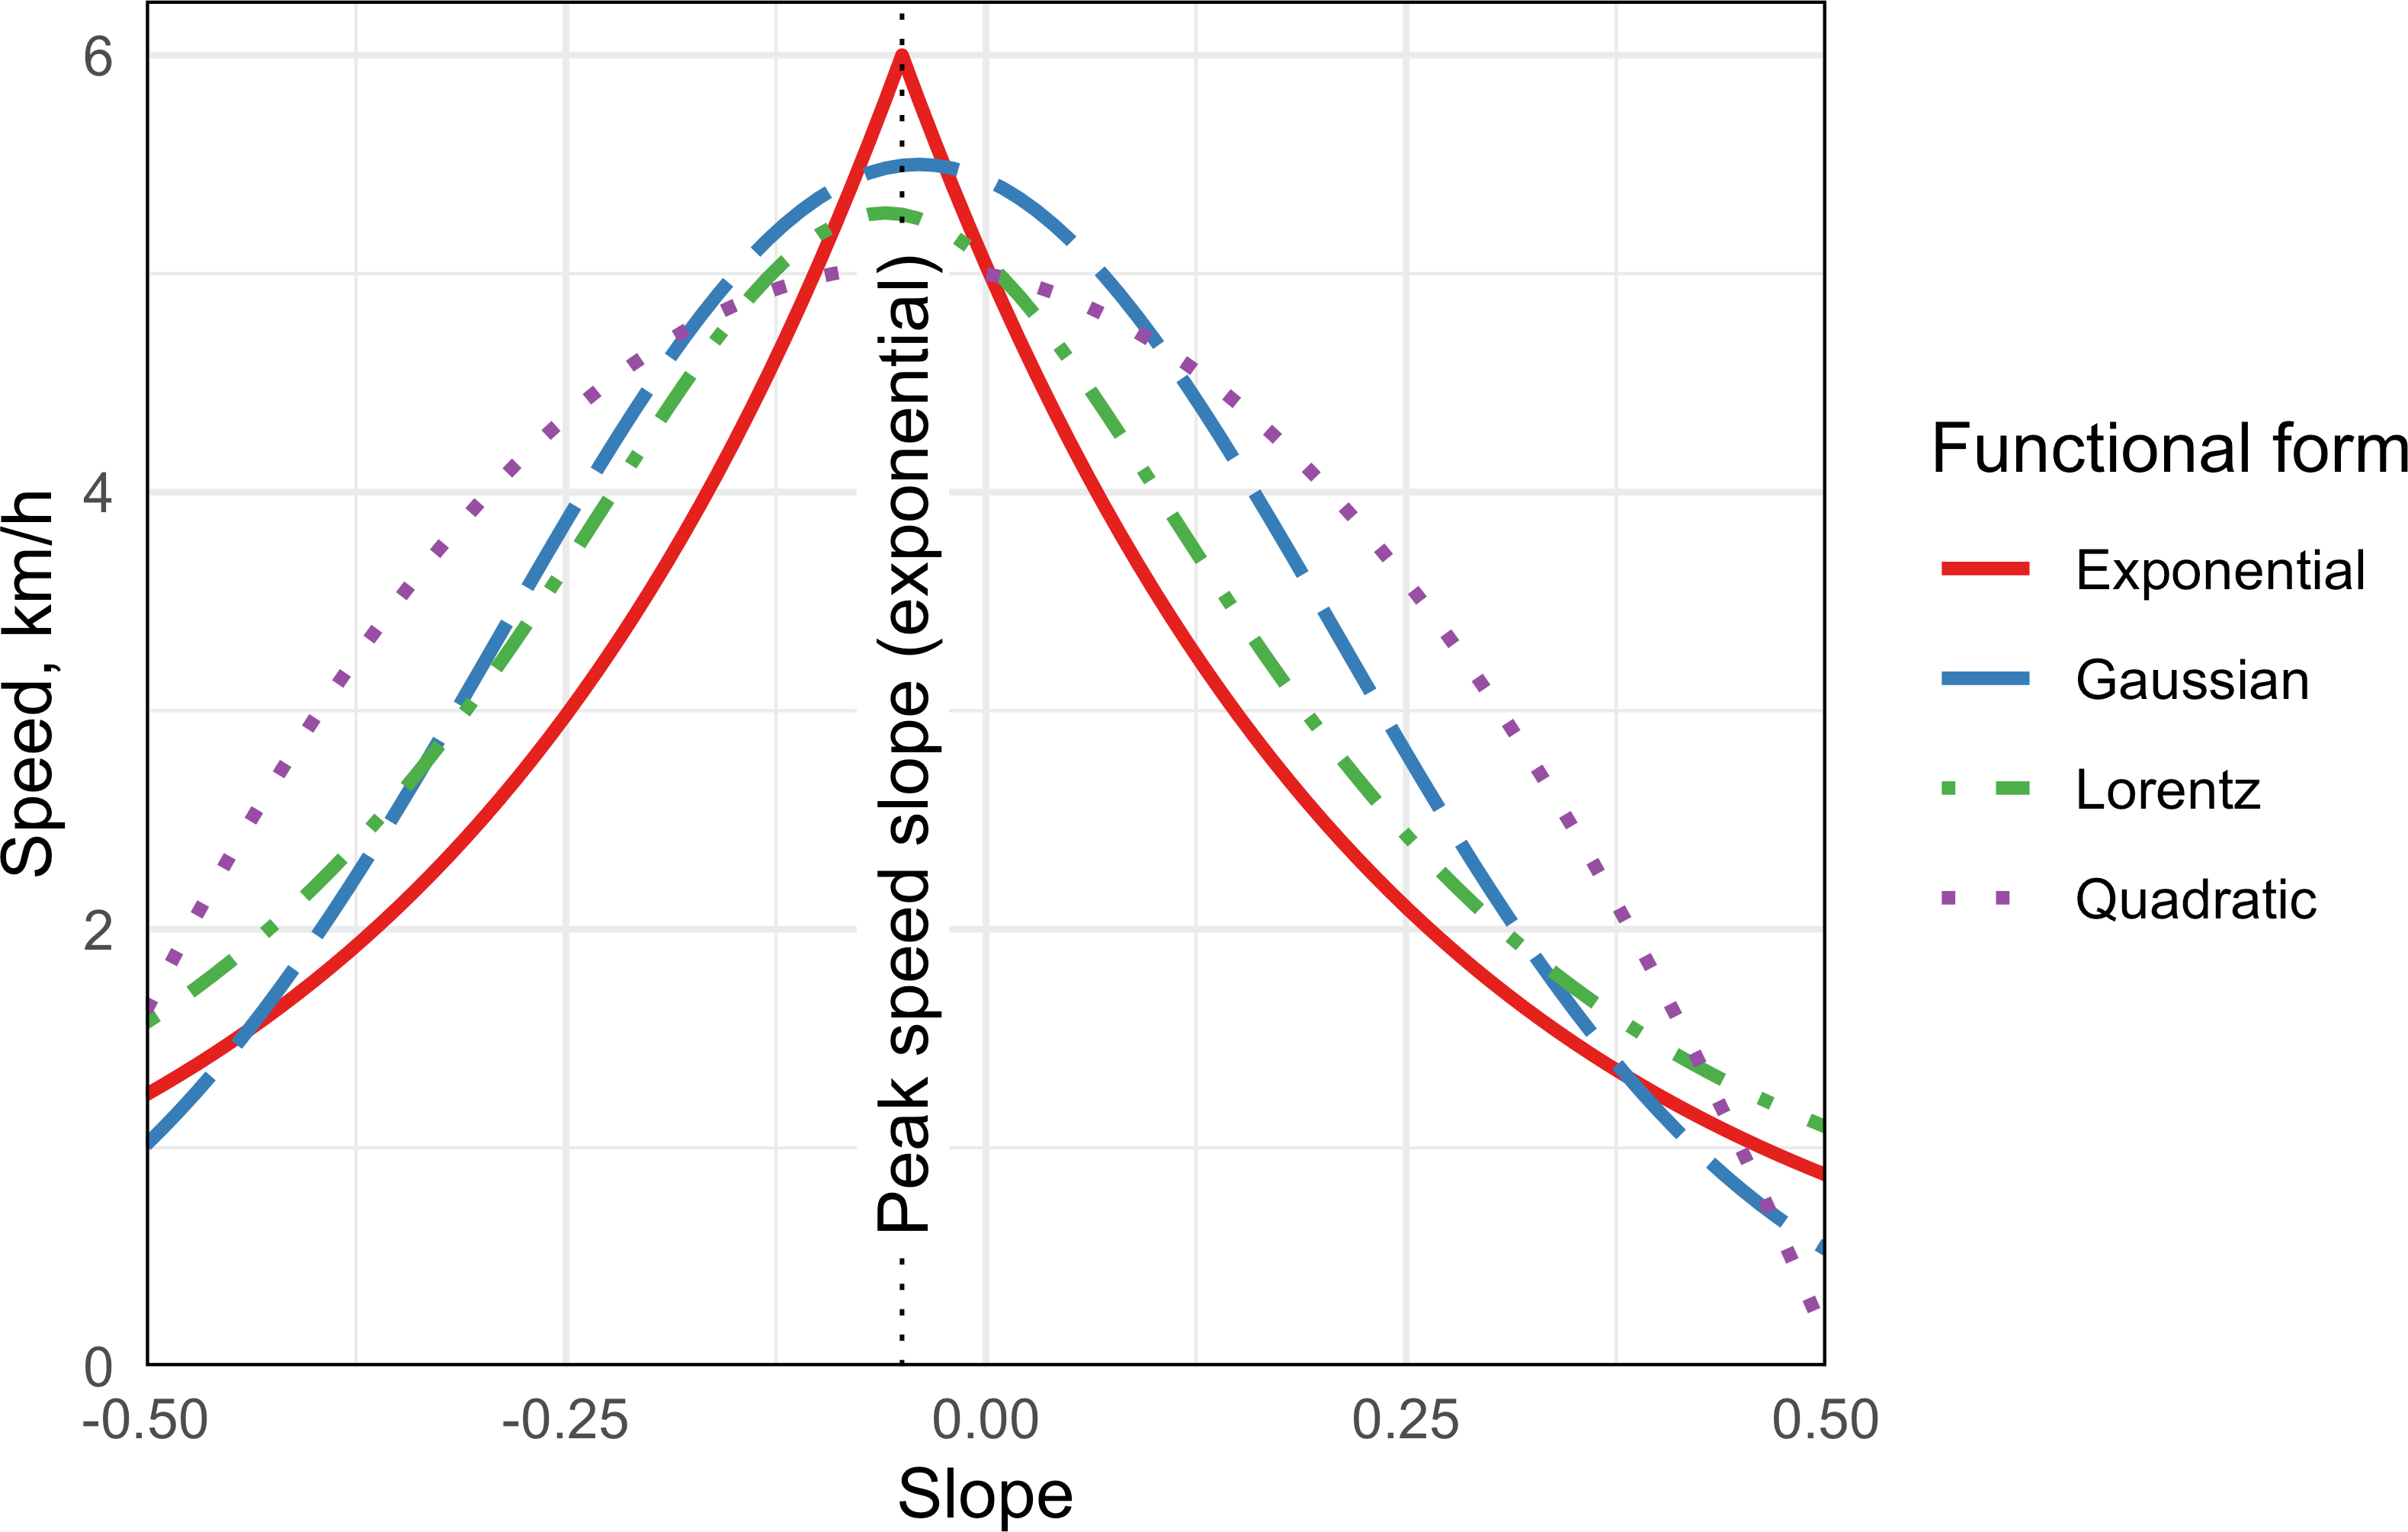 Speed, km/h
6
4
2
0
-0.50
-0.25
0.00
0.25
0.50
Slope
Peak speed slope (exponential)
Functional form
Exponential
Gaussian
Lorentz
Quadratic